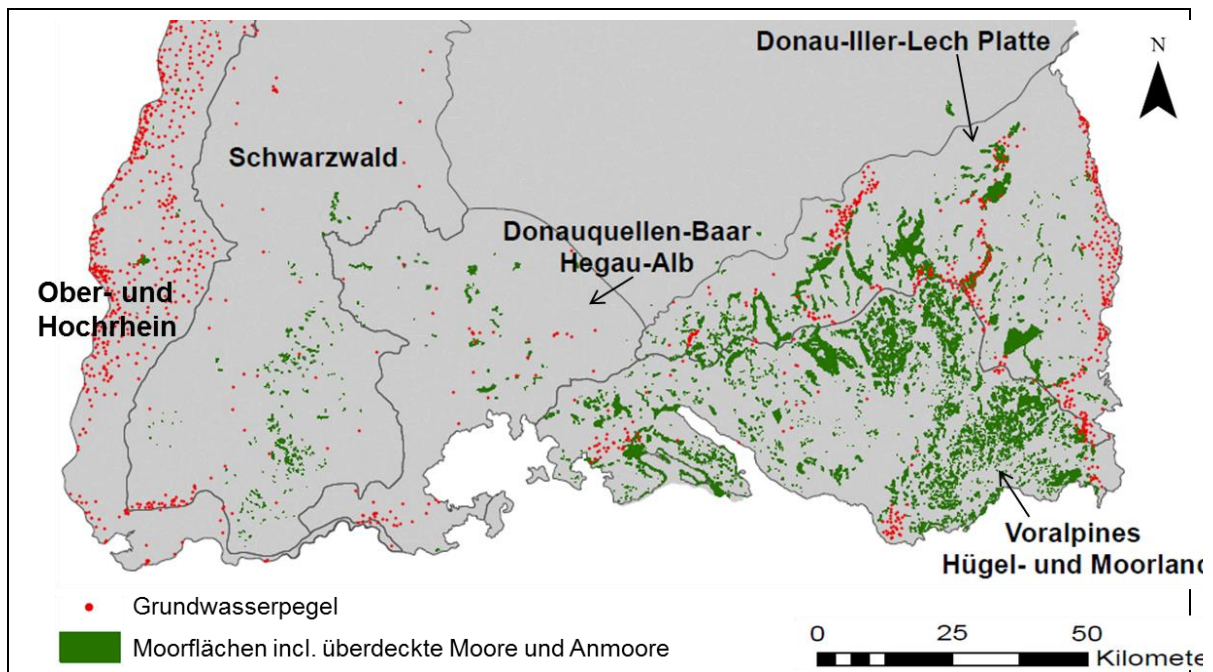 Donau-Iller-Lech Platte
N
Schwarzwald
Donauquellen-Baar
Hegau-Alb
Ober- und
Hochrhein
Voralpines
Hügel- und Moorland
Grundwasserpegel
Moorflächen incl. überdeckte Moore und Anmoore
0 25 50
Kilomete